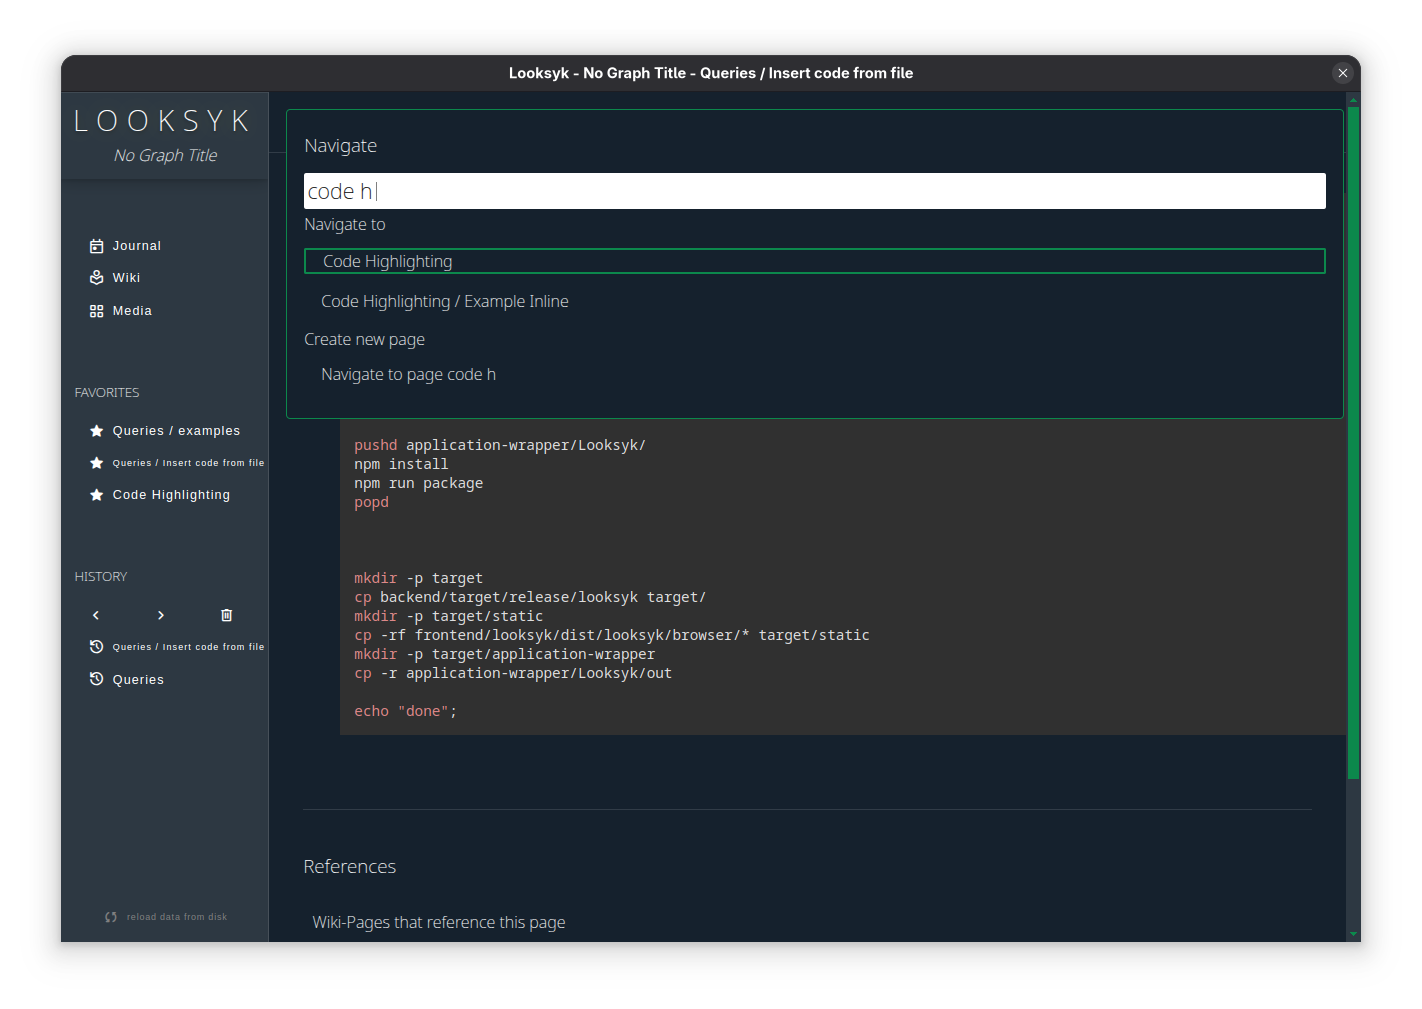 Looksyk - No Graph Title - Queries / Insert code from file
LOOKSYK
No Graph Title
Journal
Wiki
Media
FAVORITES
Queries / examples
Queries / Insert code from file
Code Highlighting
HISTORY
Queries / Insert code from file
Queries
reload data from disk
Navigate
code h
Navigate to
Code Highlighting
Code Highlighting / Example Inline
Create new page
Navigate to page code h
pushd application-wrapper/Looksyk/
npm install
npm run package
popd
mkdir -p target
cp backend/target/release/looksyk target/
mkdir -p target/static
cp -rf frontend/looksyk/dist/looksyk/browser/* target/static
mkdir -p target/application-wrapper
cp -r application-wrapper/Looksyk/out
echo "done";
References
Wiki-Pages that reference this page